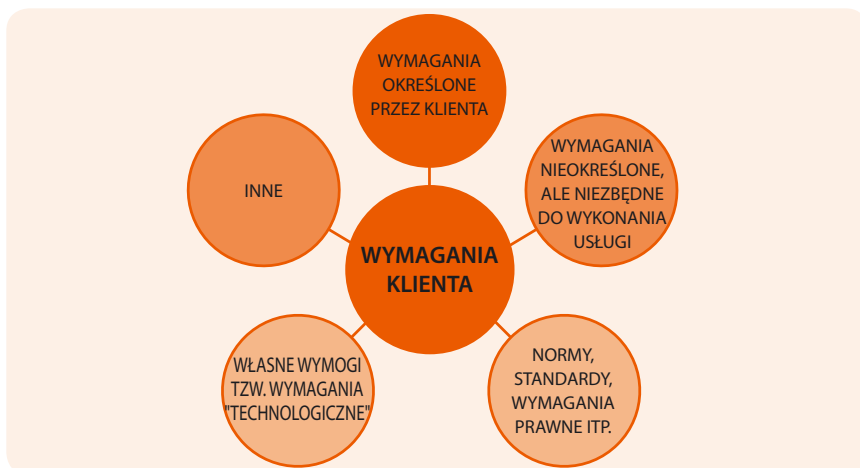 WYMAGANIA
OKREŚLONE
PRZEZ KLIENTA
WYMAGANIA
NIEOKREŚLONE,
ALE NIEZBĘDNE
DO WYKONANIA
USŁUGI
INNE
WYMAGANIA
KLIENTA
WŁASNE WYMOGI
TZW. WYMAGANIA
"TECHNOLOGICZNE"
NORMY,
STANDARDY,
WYMAGANIA
PRAWNE ITP.